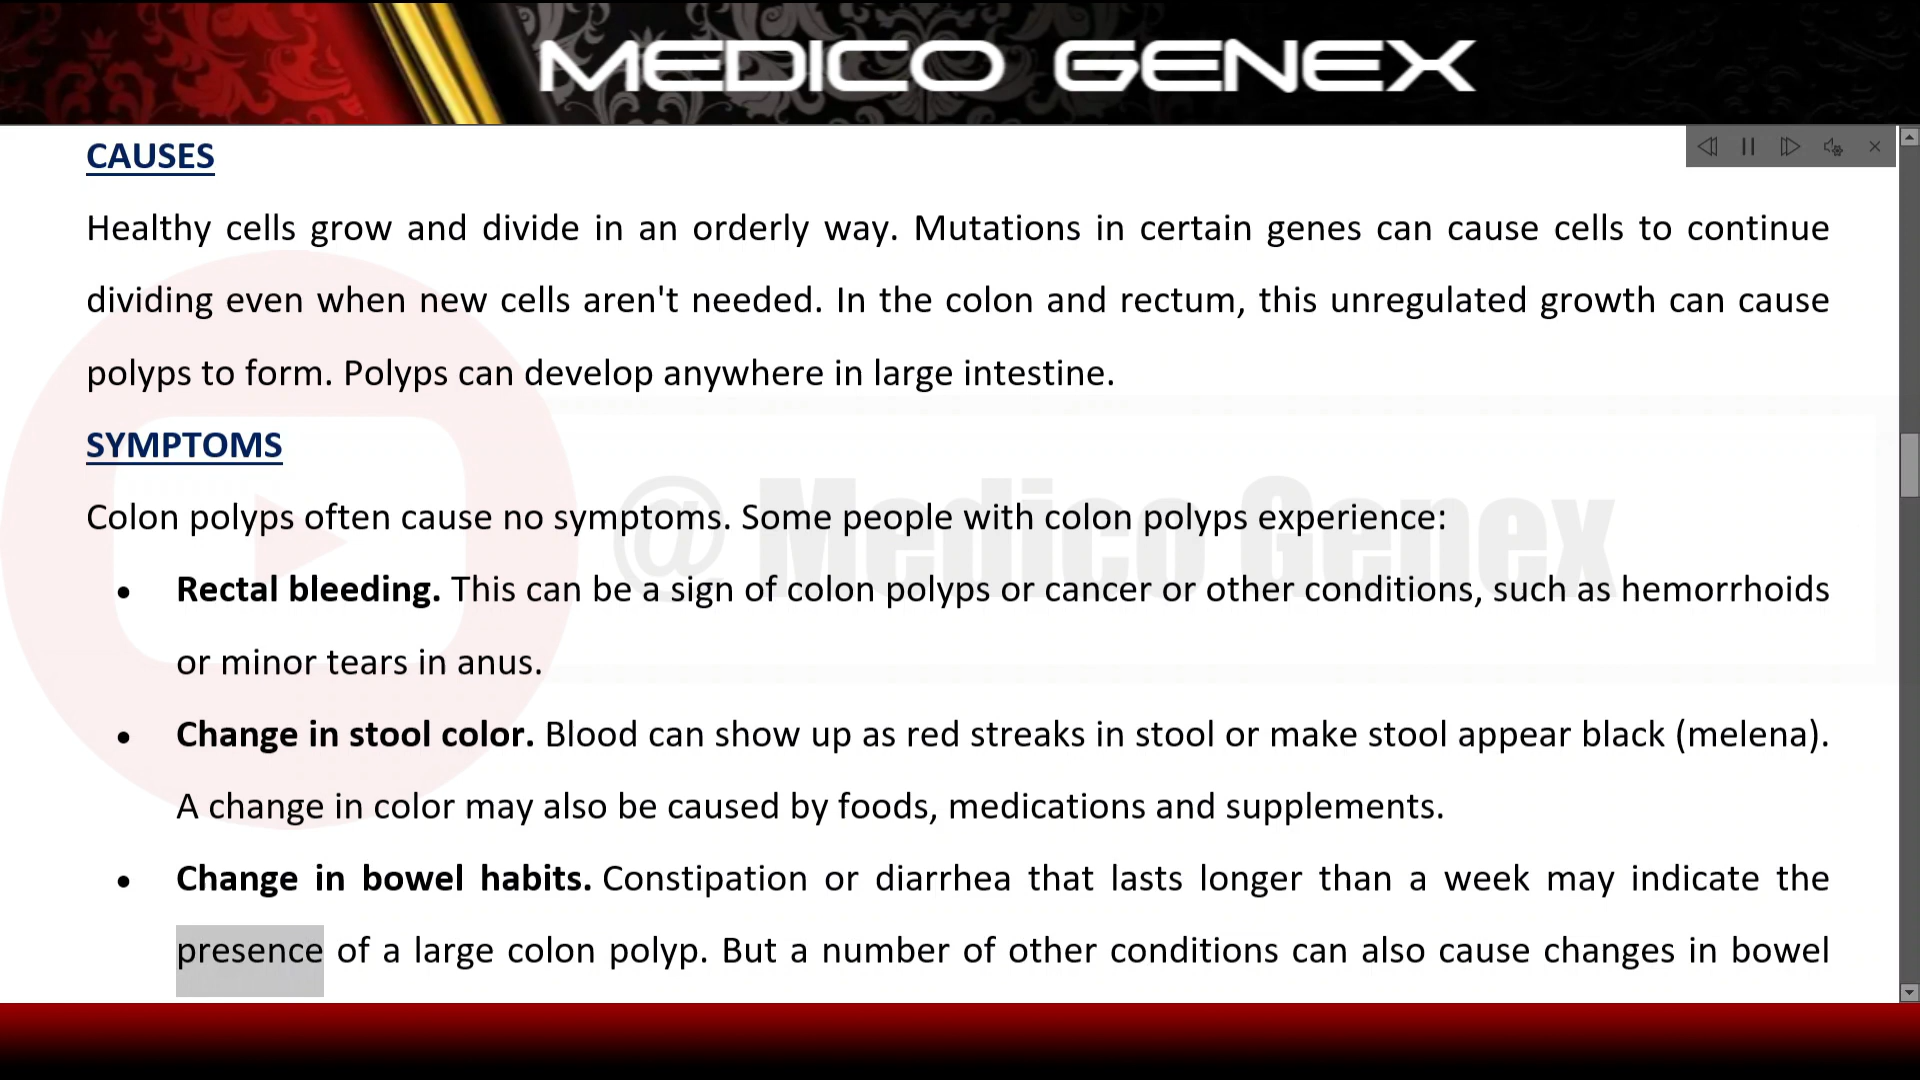 MEDICO GENEX
CAUSES
Healthy cells grow and divide in an orderly way. Mutations in certain genes can cause cells to continue
dividing even when new cells aren't needed. In the colon and rectum, this unregulated growth can cause
polyps to form. Polyps can develop anywhere in large intestine.
SYMPTOMS
@ Medico Genex
Colon polyps often cause no symptoms. Some people with colon polyps experience:
• Rectal bleeding. This can be a sign of colon polyps or cancer or other conditions, such as hemorrhoids
or minor tears in anus.
• Change in stool color. Blood can show up as red streaks in stool or make stool appear black (melena).
A change in color may also be caused by foods, medications and supplements.
• Change in bowel habits. Constipation or diarrhea that lasts longer than a week may indicate the
presence of a large colon polyp. But a number of other conditions can also cause changes in bowel